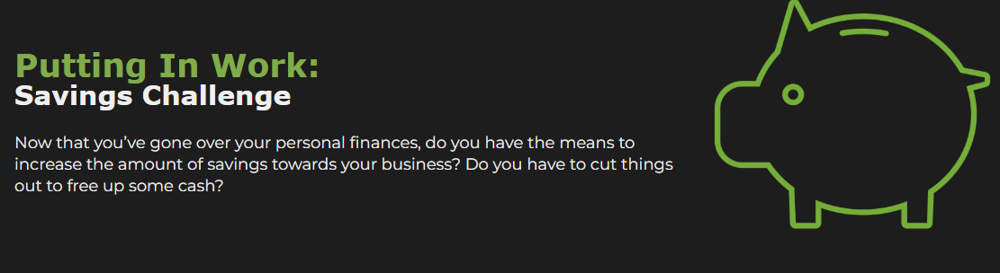 Putting In Work:
Savings Challenge
Now that you’ve gone over your personal finances, do you have the means to
increase the amount of savings towards your business? Do you have to cut things
out to free up some cash?